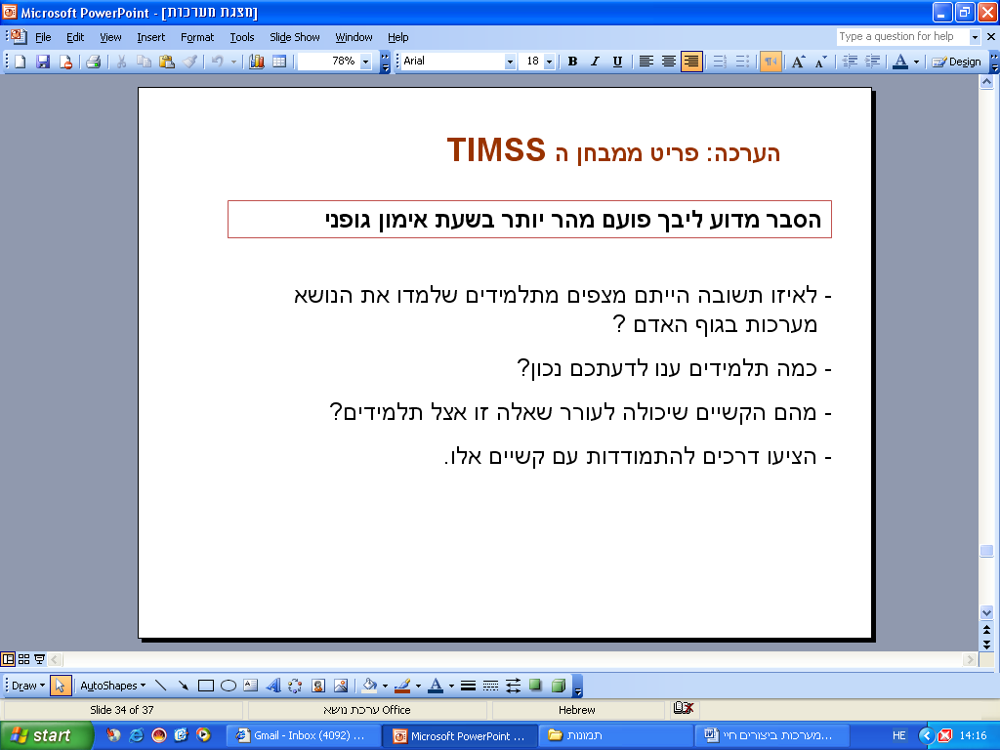 Microsoft PowerPoint - [מצגת מערכות]
File Edit View Insert Format Tools Slide Show Window Help
Type a question for help
78% Arial 18 B I U A A A Design
הערכה: פריט ממבחן ה TIMSS
הסבר מדוע ליבך פועם מהר יותר בשעת אימון גופני
- לאיזו תשובה הייתם מצפים מתלמידים שלמדו את הנושא
מערכות בגוף האדם ?
- כמה תלמידים ענו לדעתכם נכון?
- מהם הקשיים שיכולה לעורר שאלה זו אצל תלמידים?
- הציעו דרכים להתמודדות עם קשיים אלו.
Draw AutoShapes A A
Slide 34 of 37 ערכת נושא Office Hebrew
start Gmail - Inbox (4092) ... Microsoft PowerPoint ... תמונות מערכות ביצורים חיי... HE 14:16